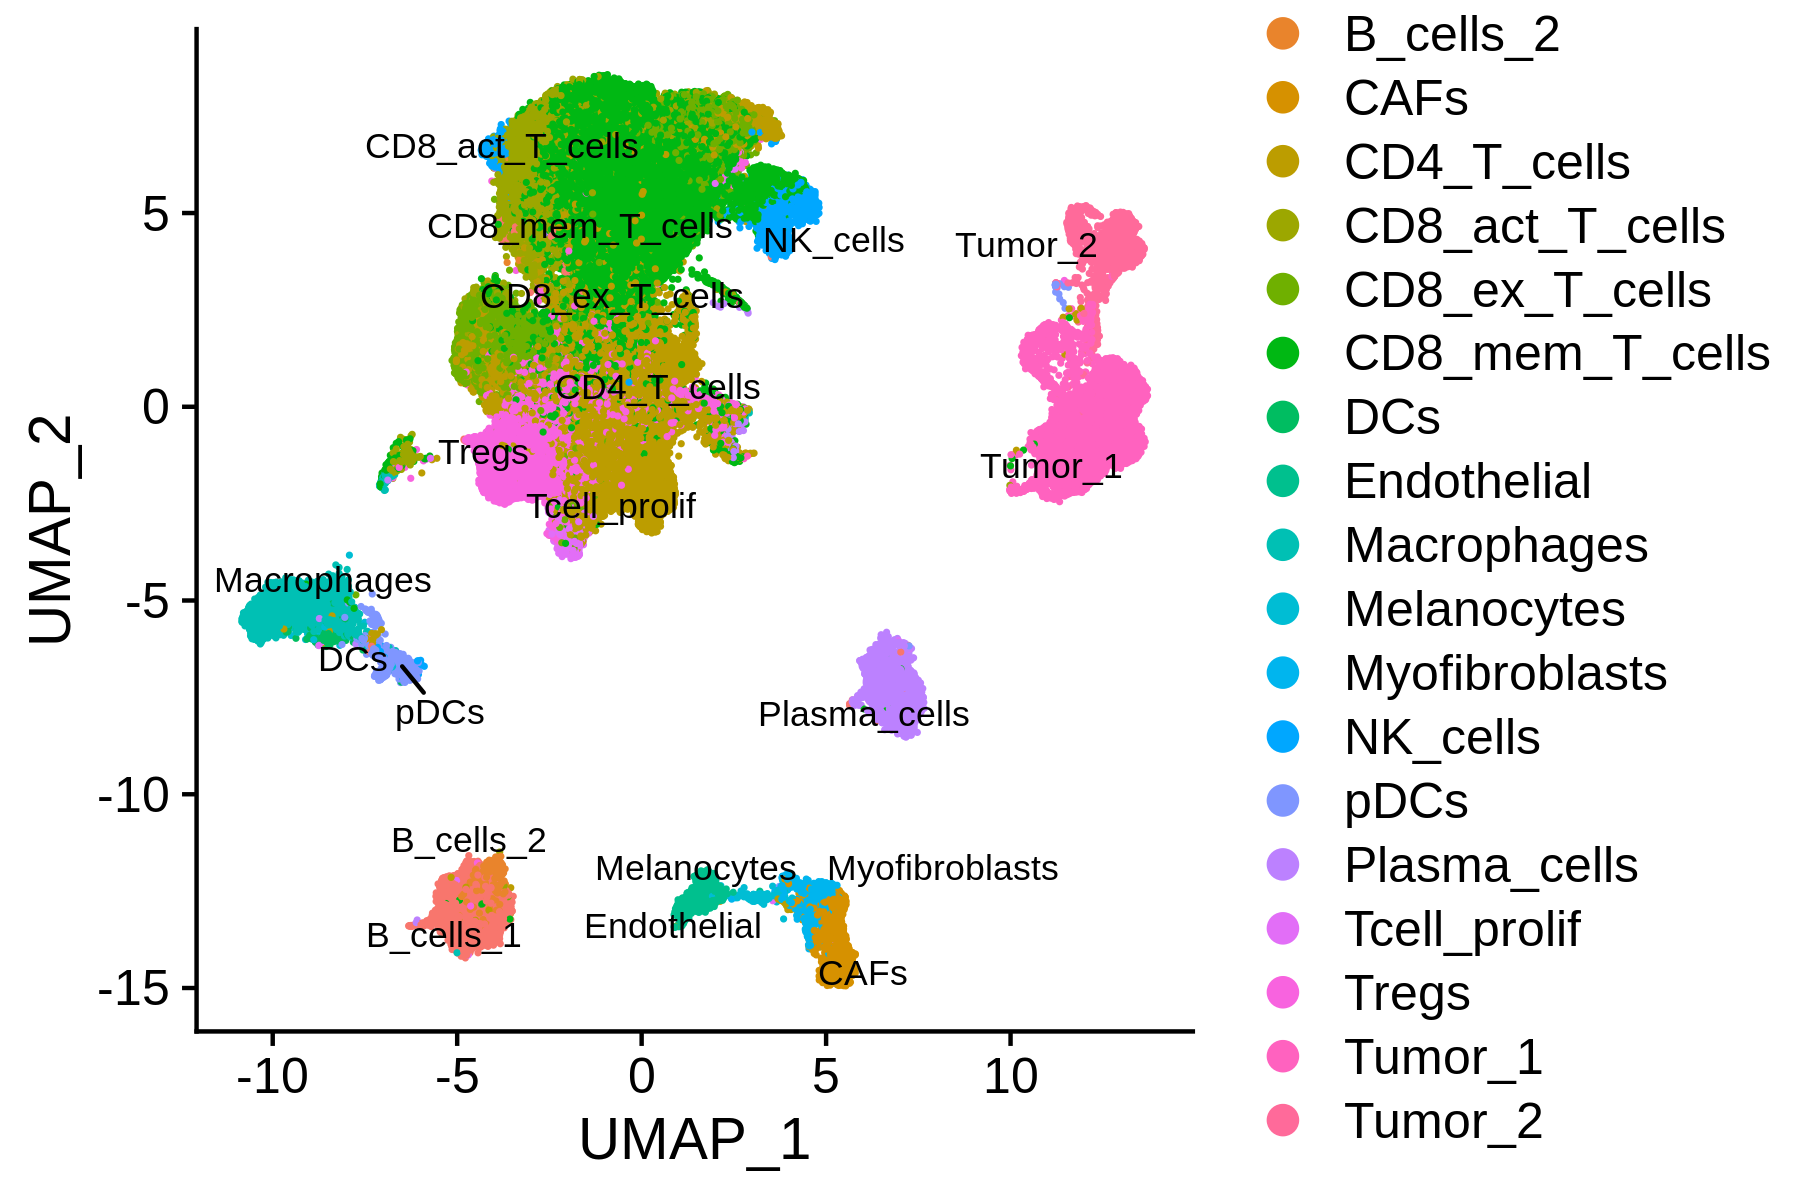 CD8_act_T_cells
CD8_mem_T_cells
NK_cells
Tumor_2
CD8_ex_T_cells
CD4_T_cells
Tregs
Tumor_1
Tcell_prolif
Macrophages
DCs
pDCs
Plasma_cells
B_cells_2
Melanocytes
Myofibroblasts
Endothelial
B_cells_1
CAFs
5
0
-5
-10
-15
UMAP_2
-10 -5 0 5 10
UMAP_1
B_cells_2
CAFs
CD4_T_cells
CD8_act_T_cells
CD8_ex_T_cells
CD8_mem_T_cells
DCs
Endothelial
Macrophages
Melanocytes
Myofibroblasts
NK_cells
pDCs
Plasma_cells
Tcell_prolif
Tregs
Tumor_1
Tumor_2